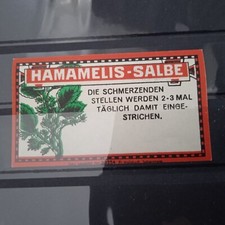 HAMAMELIS-SALBE
DIE SCHMERZENDEN
STELLEN WERDEN 2-3 MAL
TÄGLICH DAMIT EINGE-
STRICHEN.